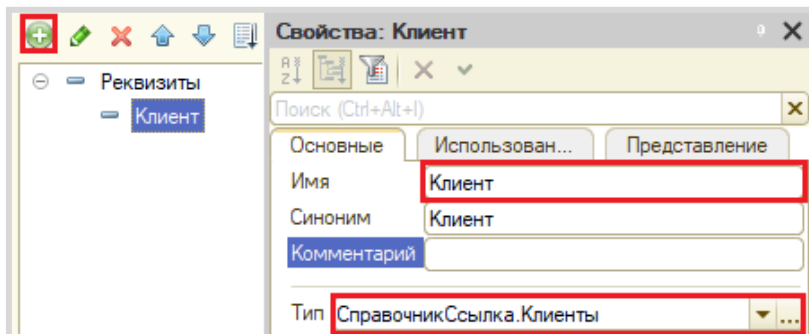 Свойства: Клиент
Реквизиты
Клиент
Поиск (Ctrl+Alt+I)
Основные Использован... Представление
Имя Клиент
Синоним Клиент
Комментарий
Тип СправочникСсылка.Клиенты ...